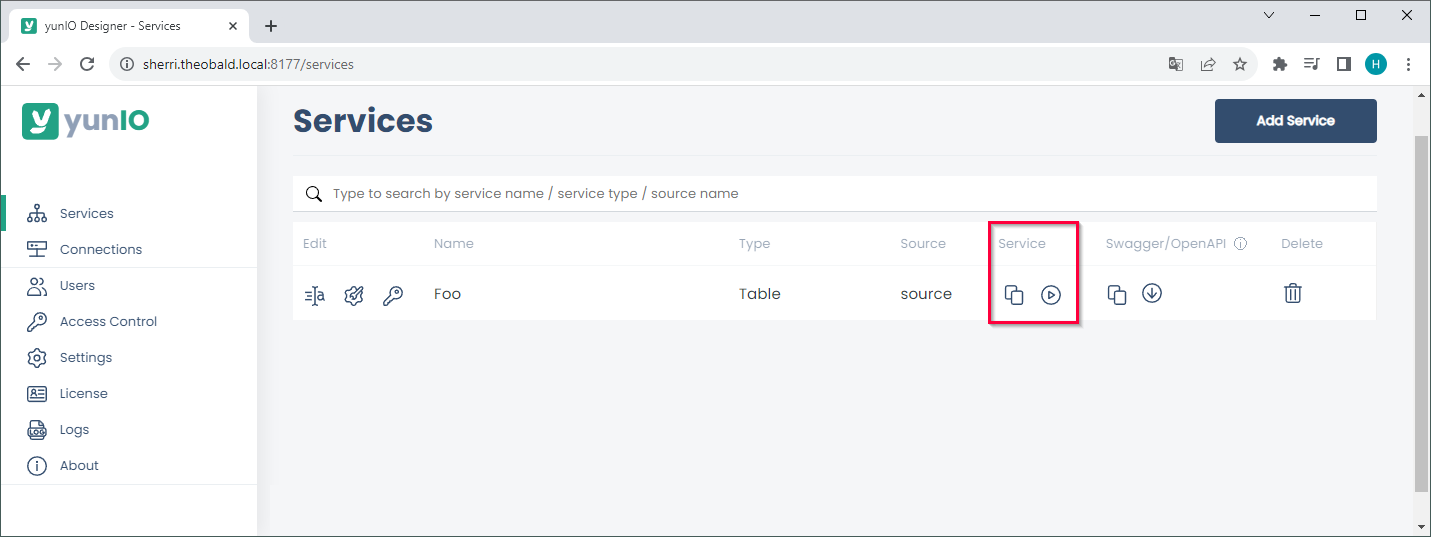 yunIO Designer - Services
sherri.theobald.local:8177/services
H
yunIO
Services
Add Service
Type to search by service name / service type / source name
Services
Connections
Users
Access Control
Settings
License
LOG
Logs
About
Edit Name Type Source Service Swagger/OpenAPI Delete
Foo Table source